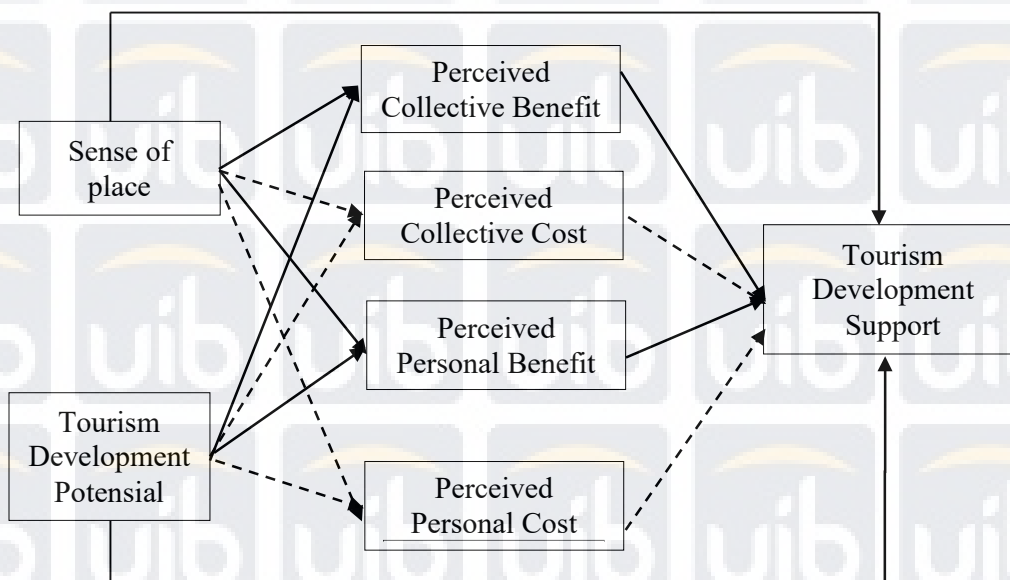 Perceived
Collective Benefit
Sense of
place
Perceived
Collective Cost
Tourism
Development
Support
Perceived
Personal Benefit
Tourism
Development
Potensial
Perceived
Personal Cost
uib